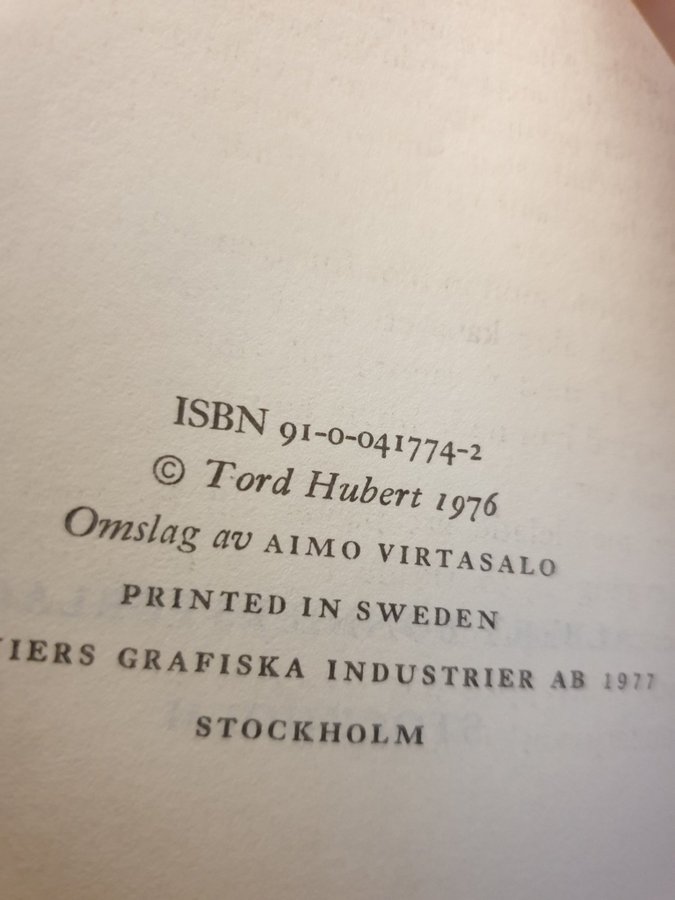 ISBN 91-0-041774-2
© Tord Hubert 1976
Omslag av AIMO VIRTASALO
PRINTED IN SWEDEN
NIERS GRAFISKA INDUSTRIER AB 1977
STOCKHOLM